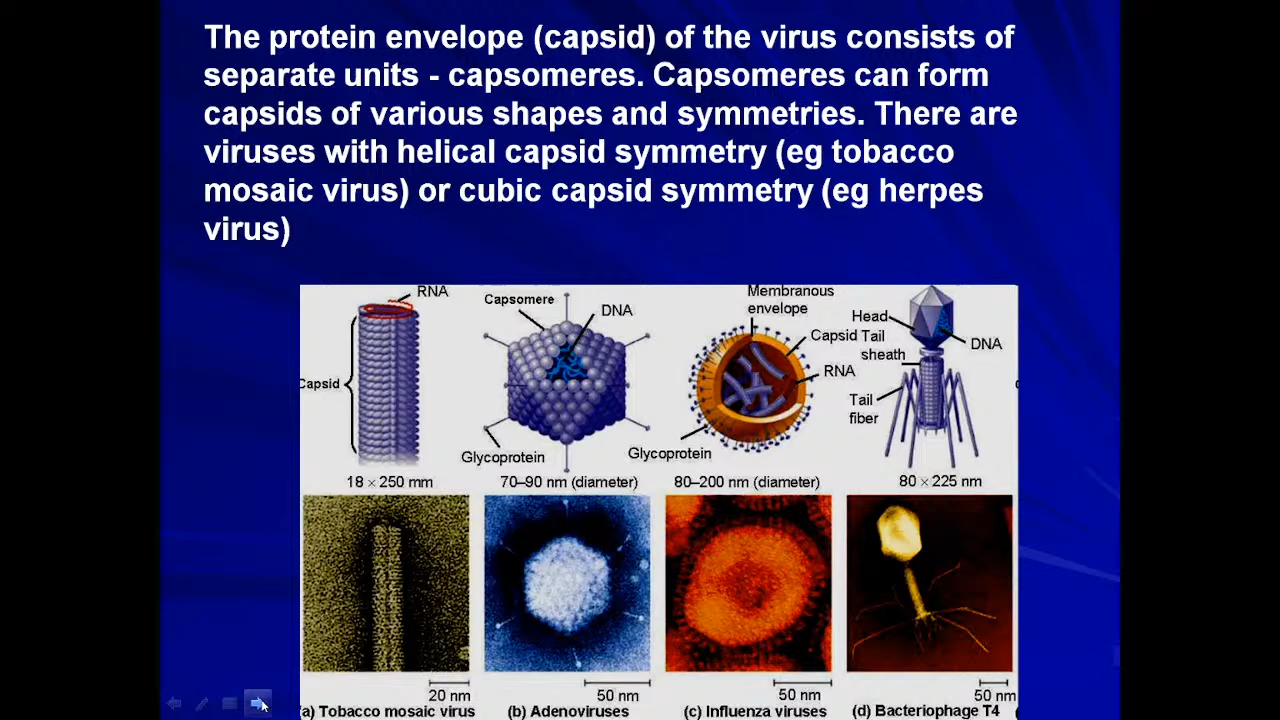 The protein envelope (capsid) of the virus consists of
separate units - capsomeres. Capsomeres can form
capsids of various shapes and symmetries. There are
viruses with helical capsid symmetry (eg tobacco
mosaic virus) or cubic capsid symmetry (eg herpes
virus)
RNA
Capsid
18 × 250 mm
Capsomere
DNA
Glycoprotein
70–90 nm (diameter)
Membranous
envelope
Capsid
RNA
Glycoprotein
80–200 nm (diameter)
Head
Tail
sheath
DNA
Tail
fiber
80 × 225 nm
20 nm
50 nm
50 nm
50 nm
(a) Tobacco mosaic virus
(b) Adenoviruses
(c) Influenza viruses
(d) Bacteriophage T4